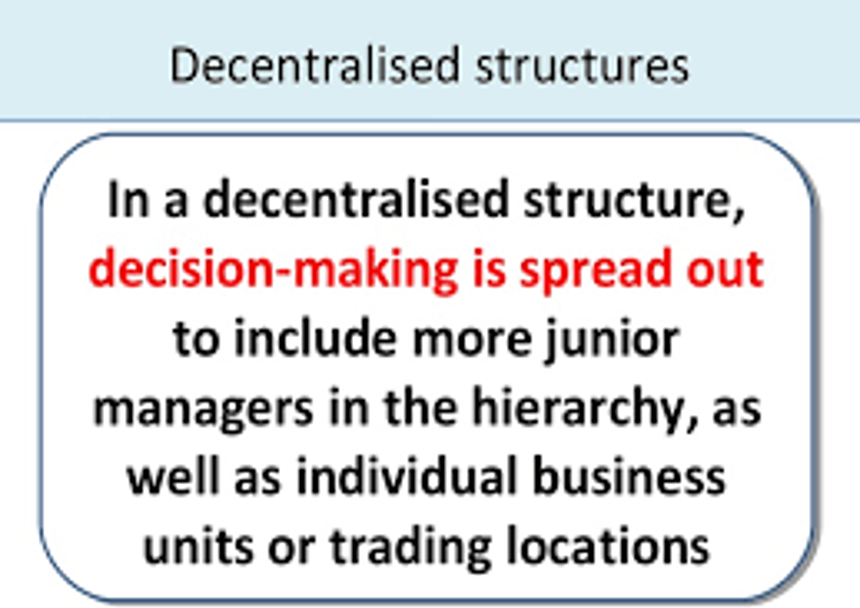 Decentralised structures
In a decentralised structure,
decision-making is spread out
to include more junior
managers in the hierarchy, as
well as individual business
units or trading locations